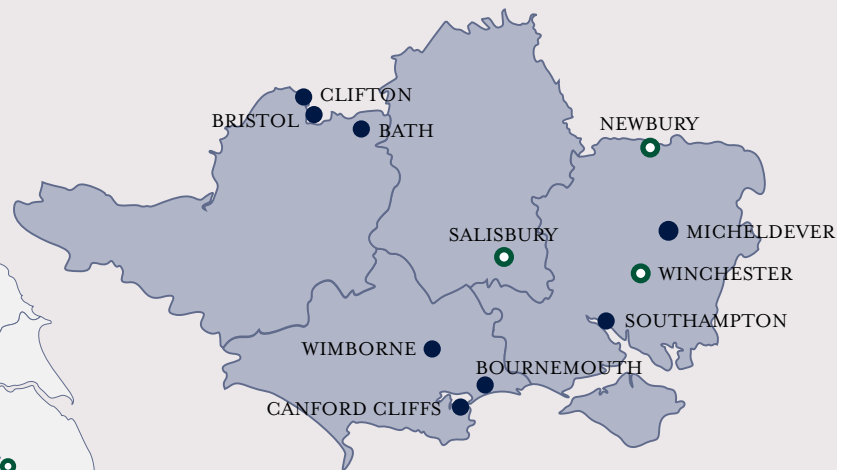 CLIFTON
BRISTOL
BATH
NEWBURY
MICHELDEVER
SALISBURY
WINCHESTER
SOUTHAMPTON
WIMBORNE
BOURNEMOUTH
CANFORD CLIFFS